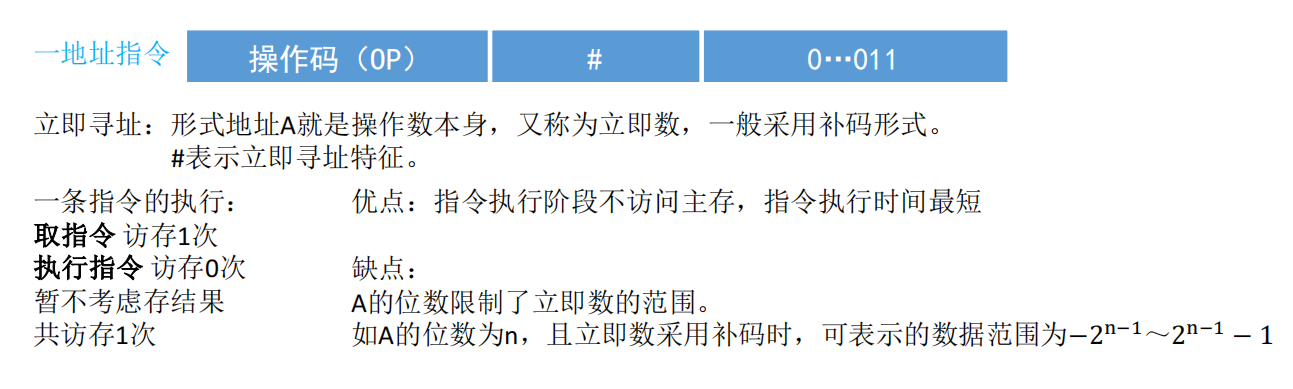 一地址指令 操作码（OP） # 0…011
立即寻址：形式地址A就是操作数本身，又称为立即数，一般采用补码形式。
#表示立即寻址特征。
一条指令的执行： 优点：指令执行阶段不访问主存，指令执行时间最短
取指令 访存1次
执行指令 访存0次 缺点：
暂不考虑存结果 A的位数限制了立即数的范围。
共访存1次 如A的位数为n，且立即数采用补码时，可表示的数据范围为−2ⁿ⁻¹～2ⁿ⁻¹ − 1